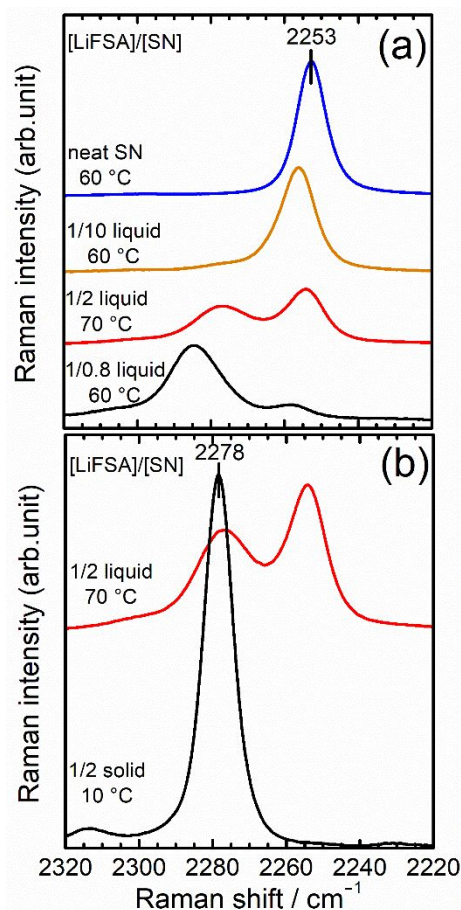 [LiFSA]/[SN]
2253
(a)
neat SN
60 °C
1/10 liquid
60 °C
1/2 liquid
70 °C
1/0.8 liquid
60 °C
Raman intensity (arb.unit)
[LiFSA]/[SN]
2278
(b)
1/2 liquid
70 °C
1/2 solid
10 °C
Raman intensity (arb.unit)
2320 2300 2280 2260 2240 2220
Raman shift / cm⁻¹